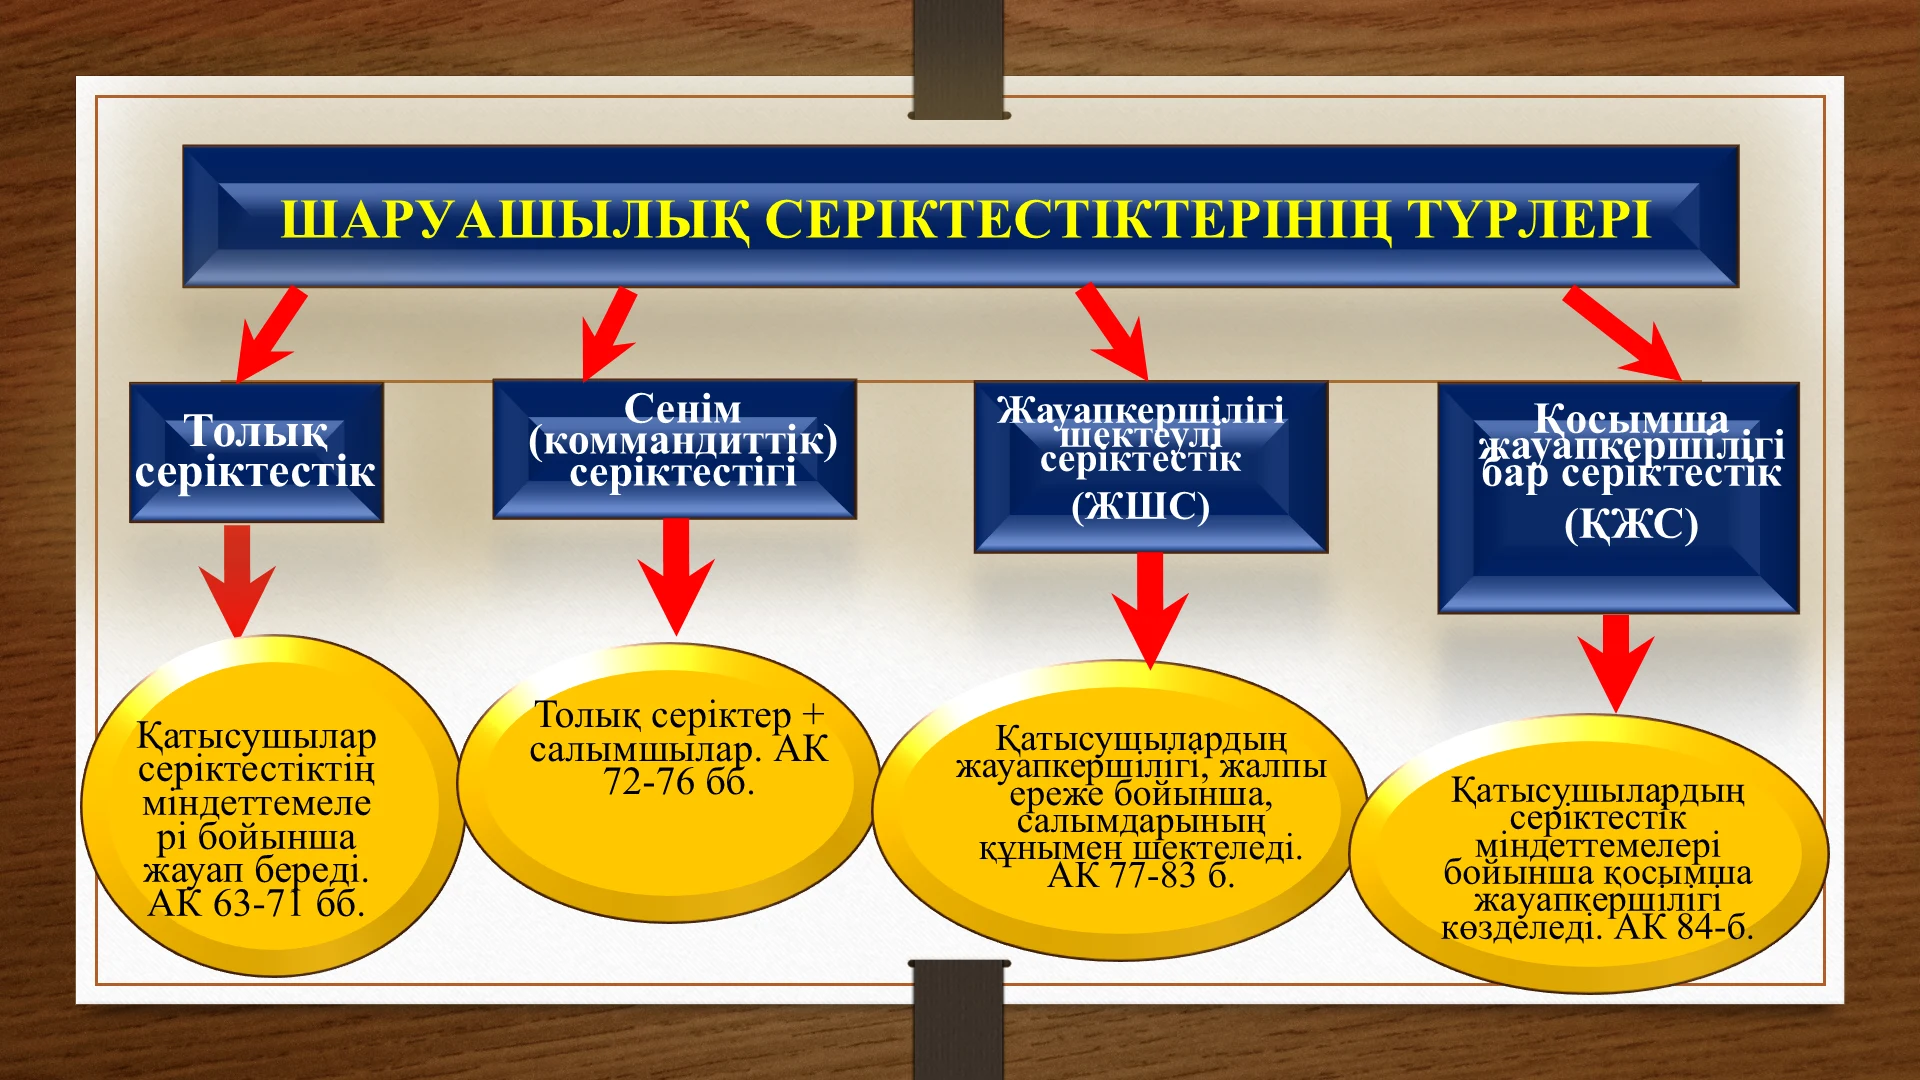 ШАРУАШЫЛЫҚ СЕРІКТЕСТІКТЕРІНІҢ ТҮРЛЕРІ
Толық
серіктестік
Сенім
(коммандиттік)
серіктестігі
Жауапкершілігі
шектеулі
серіктестік
(ЖШС)
Қосымша
жауапкершілігі
бар серіктестік
(ҚЖС)
Қатысушылар
серіктестіктің
міндеттемеле
рі бойынша
жауап береді.
АК 63-71 бб.
Толық серіктер +
салымшылар. АК
72-76 бб.
Қатысушылардың
жауапкершілігі, жалпы
ереже бойынша,
салымдарының
құнымен шектеледі.
АК 77-83 б.
Қатысушылардың
серіктестік
міндеттемелері
бойынша қосымша
жауапкершілігі
көзделеді. АК 84-б.